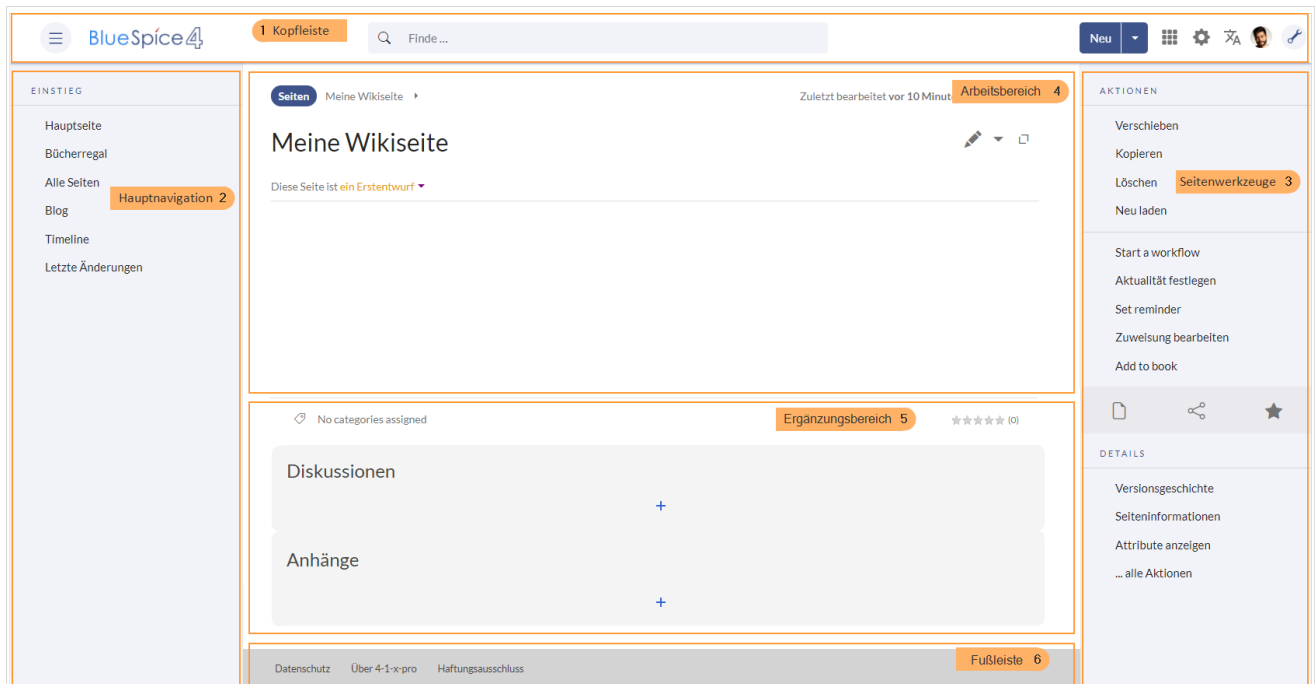 BlueSpice 4
1 Kopfleiste
Finde ...
Neu
EINSTIEG
Hauptseite
Bücherregal
Alle Seiten
Blog
Timeline
Letzte Änderungen
Hauptnavigation 2
Seiten Meine Wikiseite
Zuletzt bearbeitet vor 10 Minut
Arbeitsbereich 4
Meine Wikiseite
Diese Seite ist ein Erstentwurf
No categories assigned
Ergänzungsbereich 5
(0)
Diskussionen
+
Anhänge
+
Datenschutz Über 4-1-x-pro Haftungsausschluss
Fußleiste 6
AKTIONEN
Verschieben
Kopieren
Löschen
Seitenwerkzeuge 3
Neu laden
Start a workflow
Aktualität festlegen
Set reminder
Zuweisung bearbeiten
Add to book
DETAILS
Versionsgeschichte
Seiteninformationen
Attribute anzeigen
... alle Aktionen